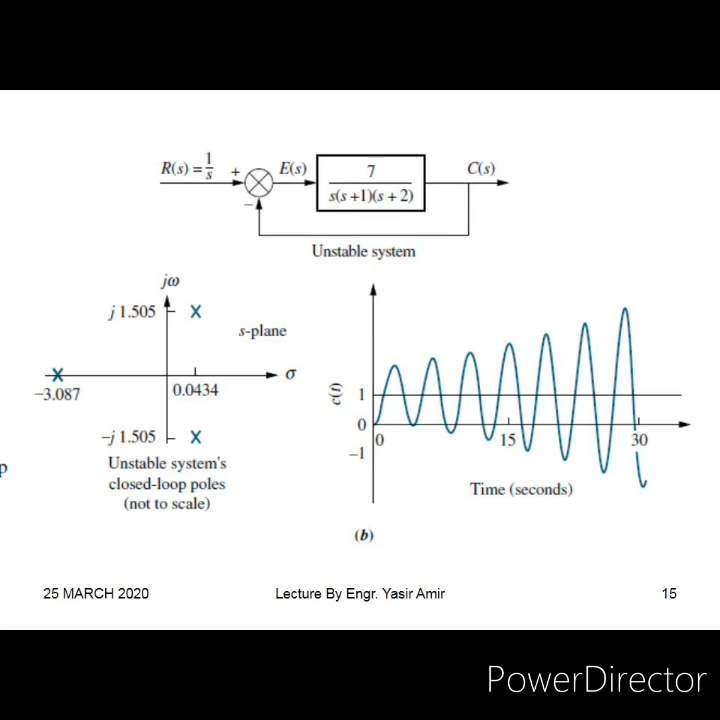 R(s) = 1/s
+
E(s)
7
s(s +1)(s + 2)
C(s)
−
Unstable system
jω
j 1.505
s-plane
σ
−3.087
0.0434
−j 1.505
Unstable system's
closed-loop poles
(not to scale)
p
c(t)
1
0
−1
0
15
30
Time (seconds)
(b)
25 MARCH 2020
Lecture By Engr. Yasir Amir
15
PowerDirector